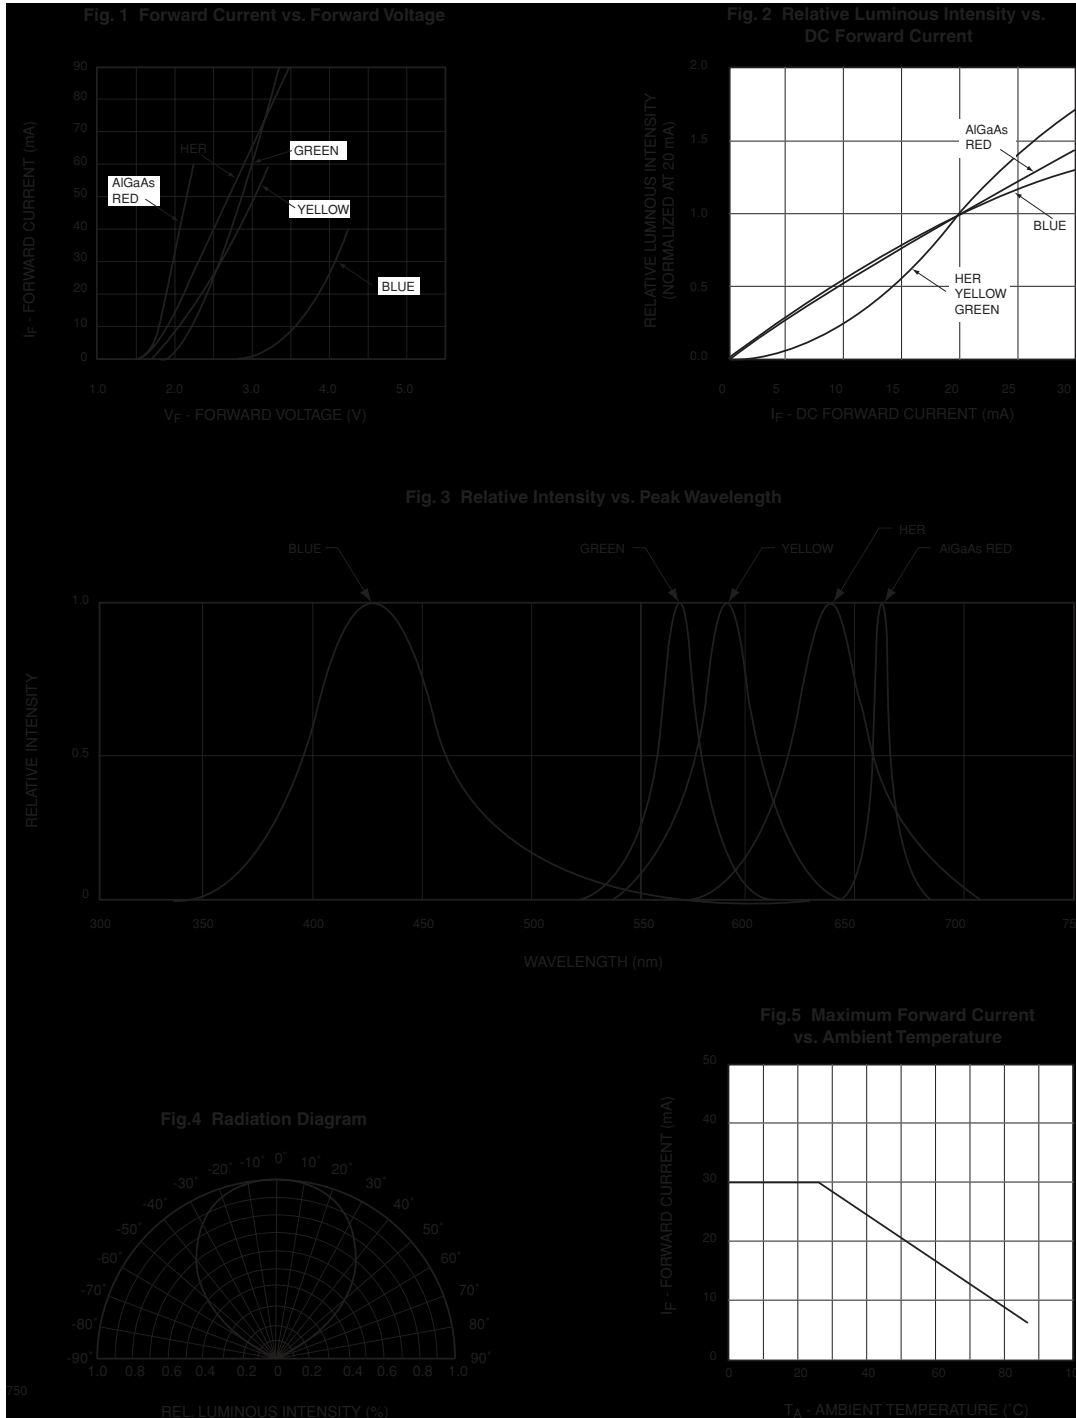 Fig. 1 Forward Current vs. Forward Voltage
90
80
70
60
50
40
30
20
10
0
IF - FORWARD CURRENT (mA)
HER
GREEN
AlGaAs
RED
YELLOW
BLUE
1.0 2.0 3.0 4.0 5.0
VF - FORWARD VOLTAGE (V)
Fig. 2 Relative Luminous Intensity vs.
DC Forward Current
2.0
1.5
1.0
0.5
0.0
RELATIVE LUMNOUS INTENSITY
(NORMALIZED AT 20 mA)
AlGaAs
RED
BLUE
HER
YELLOW
GREEN
0 5 10 15 20 25 30
IF - DC FORWARD CURRENT (mA)
Fig. 3 Relative Intensity vs. Peak Wavelength
HER
BLUE GREEN YELLOW AlGaAs RED
1.0
0.5
0
RELATIVE INTENSITY
300 350 400 450 500 550 600 650 700 750
WAVELENGTH (nm)
Fig.4 Radiation Diagram
-90˚ -80˚ -70˚ -60˚ -50˚ -40˚ -30˚ -20˚ -10˚ 0˚ 10˚ 20˚ 30˚ 40˚ 50˚ 60˚ 70˚ 80˚ 90˚
1.0 0.8 0.6 0.4 0.2 0 0.2 0.4 0.6 0.8 1.0
750
REL. LUMINOUS INTENSITY (%)
Fig.5 Maximum Forward Current
vs. Ambient Temperature
50
40
30
20
10
0
IF - FORWARD CURRENT (mA)
0 20 40 60 80 10
TA - AMBIENT TEMPERATURE (˚C)